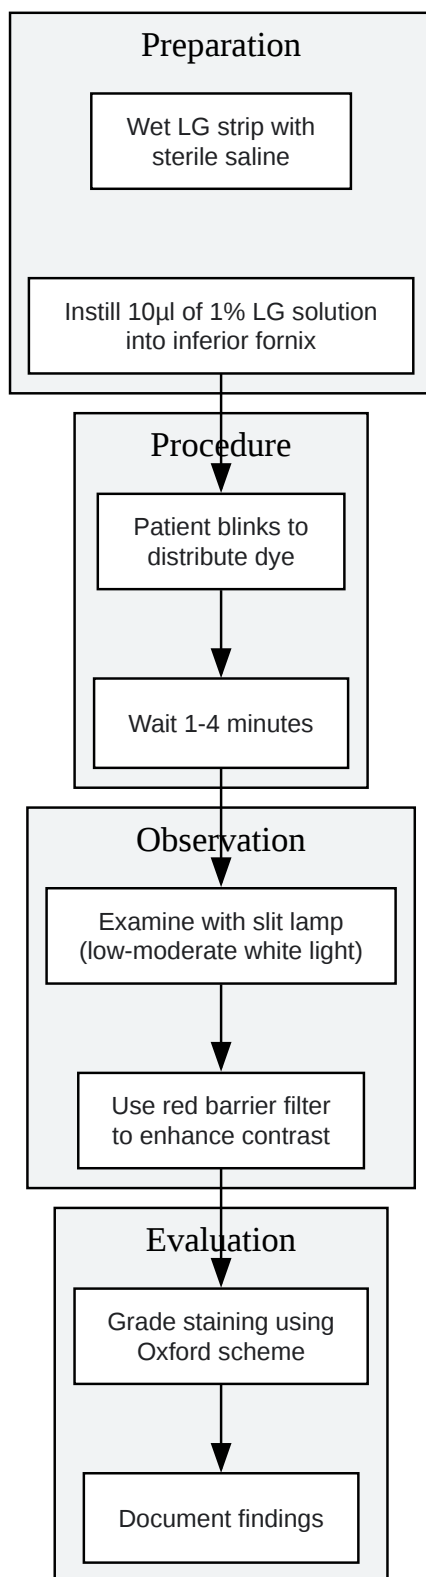 Preparation
Wet LG strip with
sterile saline
Instill 10µl of 1% LG solution
into inferior fornix
Procedure
Patient blinks to
distribute dye
Wait 1-4 minutes
Observation
Examine with slit lamp
(low-moderate white light)
Use red barrier filter
to enhance contrast
Evaluation
Grade staining using
Oxford scheme
Document findings